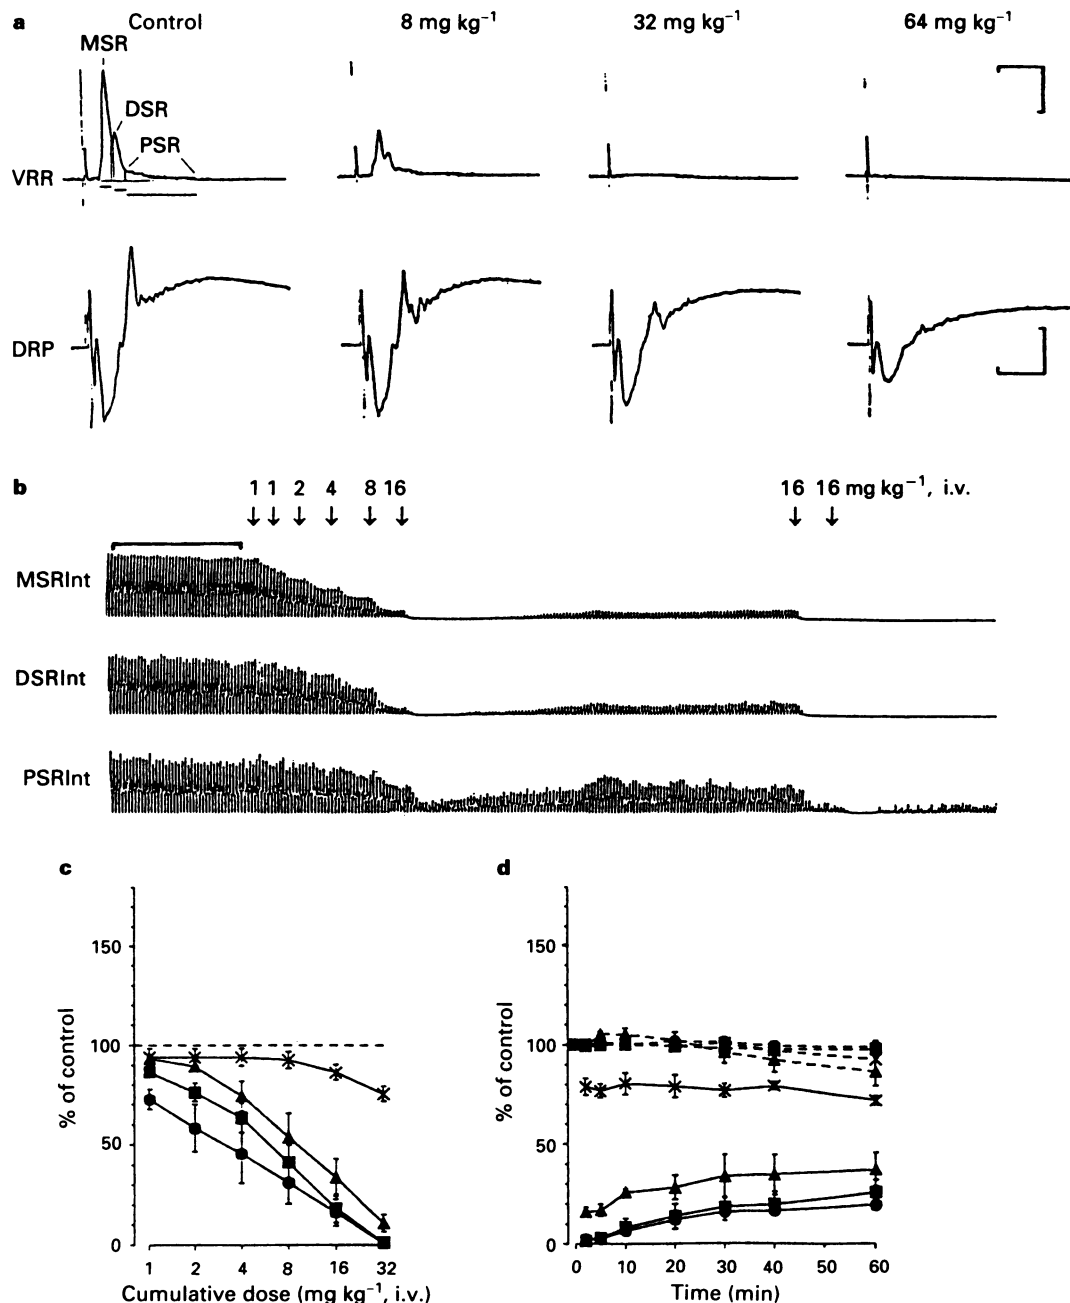 a
Control 8 mg kg⁻¹ 32 mg kg⁻¹ 64 mg kg⁻¹
MSR
DSR
PSR
VRR
DRP
b
1 1 2 4 8 16 16 16 mg kg⁻¹, i.v.
MSRInt
DSRInt
PSRInt
c
150
100
50
0
% of control
1 2 4 8 16 32
Cumulative dose (mg kg⁻¹, i.v.)
d
150
100
50
0
% of control
0 10 20 30 40 50 60
Time (min)